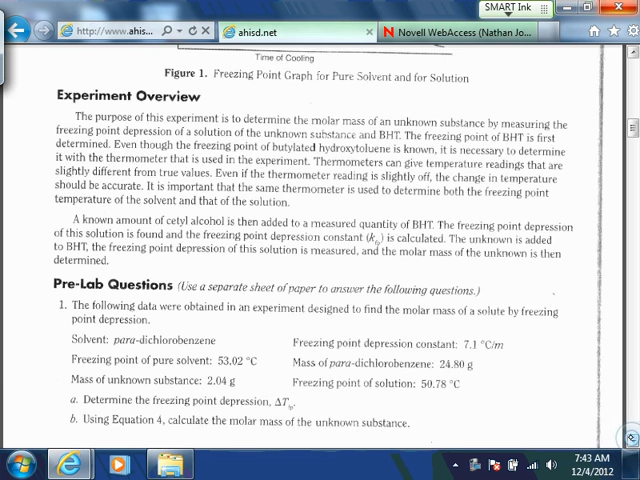 SMART Ink
http://www.ahis...
ahisd.net
Novell WebAccess (Nathan Jo...
Time of Cooling
Figure 1. Freezing Point Graph for Pure Solvent and for Solution
Experiment Overview
The purpose of this experiment is to determine the molar mass of an unknown substance by measuring the
freezing point depression of a solution of the unknown substance and BHT. The freezing point of BHT is first
determined. Even though the freezing point of butylated hydroxytoluene is known, it is necessary to determine
it with the thermometer that is used in the experiment. Thermometers can give temperature readings that are
slightly different from true values. Even if the thermometer reading is slightly off, the change in temperature
should be accurate. It is important that the same thermometer is used to determine both the freezing point
temperature of the solvent and that of the solution.
A known amount of cetyl alcohol is then added to a measured quantity of BHT. The freezing point depression
of this solution is found and the freezing point depression constant (kfp) is calculated. The unknown is added
to BHT, the freezing point depression of this solution is measured, and the molar mass of the unknown is then
determined.
Pre-Lab Questions (Use a separate sheet of paper to answer the following questions.)
1. The following data were obtained in an experiment designed to find the molar mass of a solute by freezing
point depression.
Solvent: para-dichlorobenzene
Freezing point depression constant: 7.1 °C/m
Freezing point of pure solvent: 53.02 °C
Mass of para-dichlorobenzene: 24.80 g
Mass of unknown substance: 2.04 g
Freezing point of solution: 50.78 °C
a. Determine the freezing point depression, ΔTfp.
b. Using Equation 4, calculate the molar mass of the unknown substance.
7:43 AM
12/4/2012